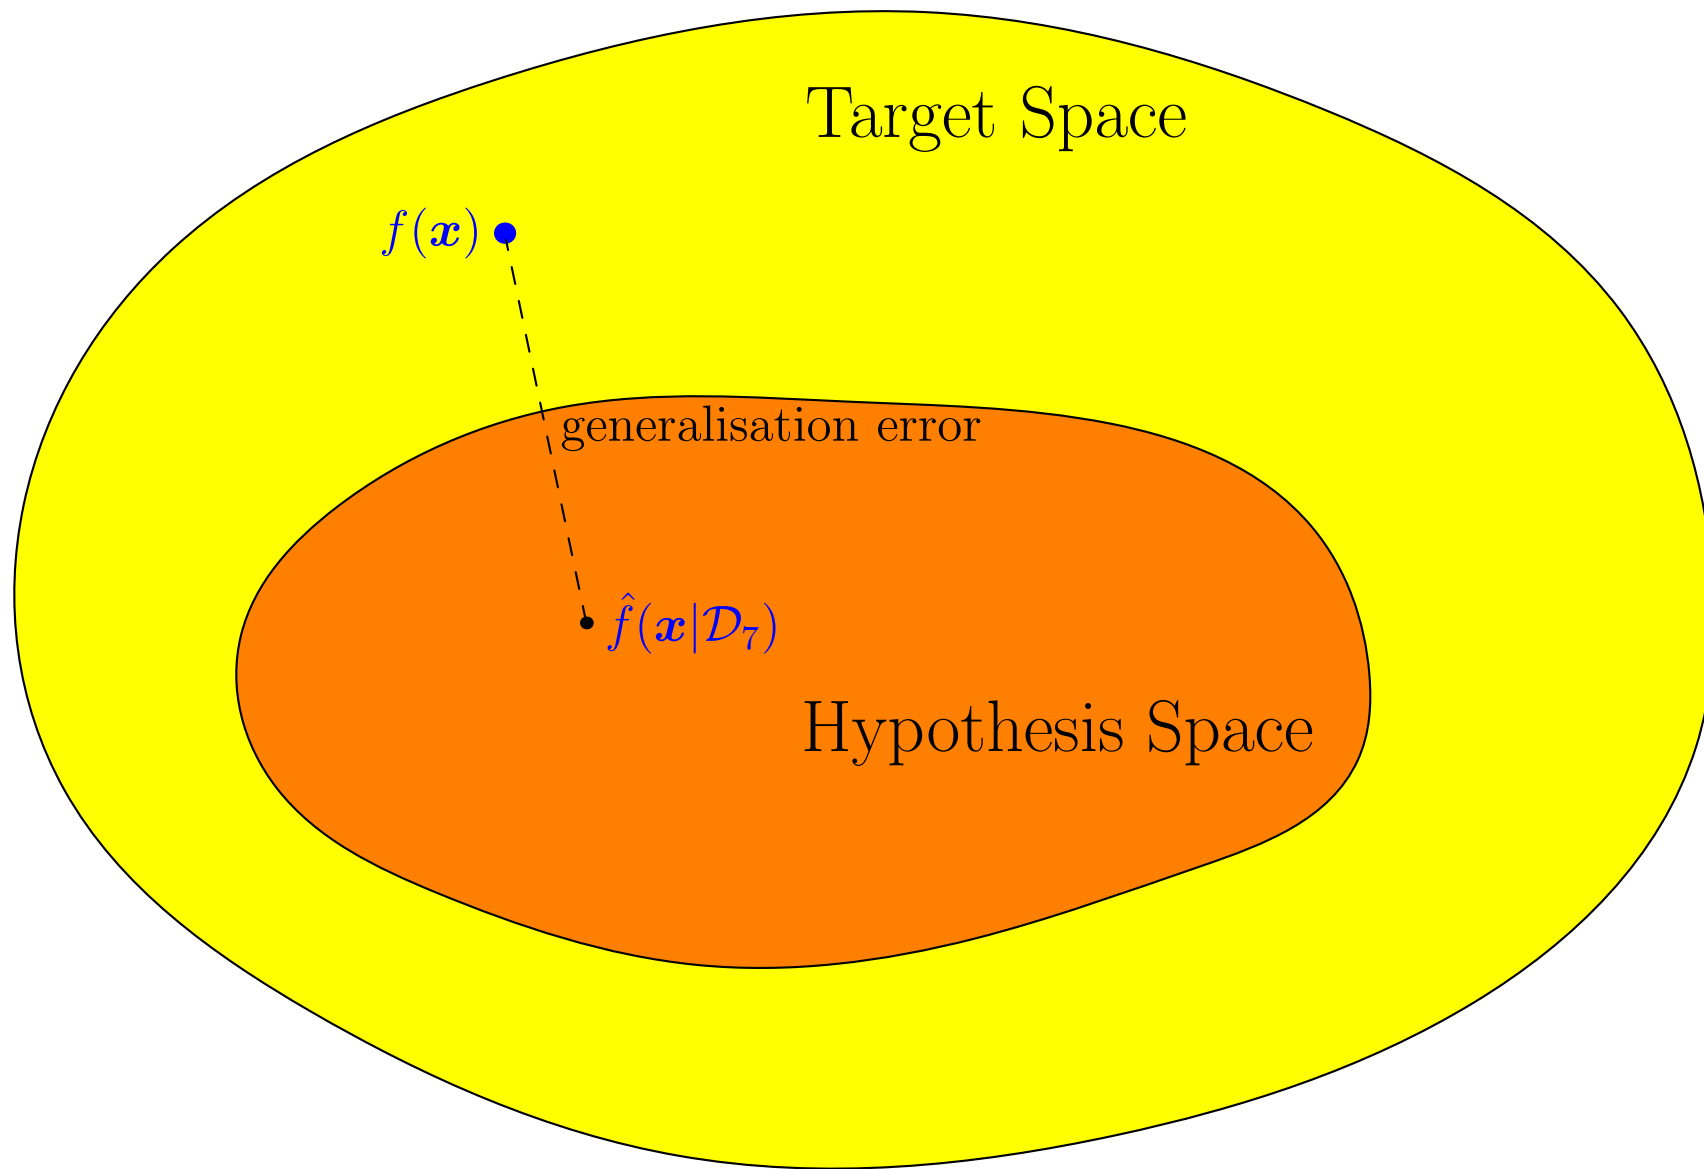 Target Space
f(x)
generalisation error
f̂(x|𝒟₇)
Hypothesis Space